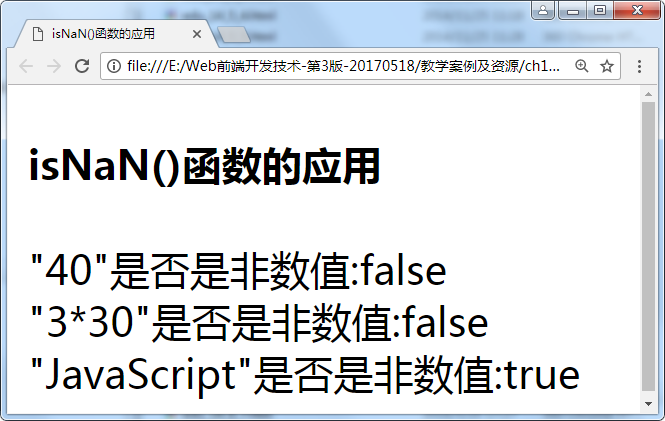 isNaN()函数的应用
file:///E:/Web前端开发技术-第3版-20170518/教学案例及资源/ch1...
isNaN()函数的应用
"40"是否是非数值:false
"3*30"是否是非数值:false
"JavaScript"是否是非数值:true